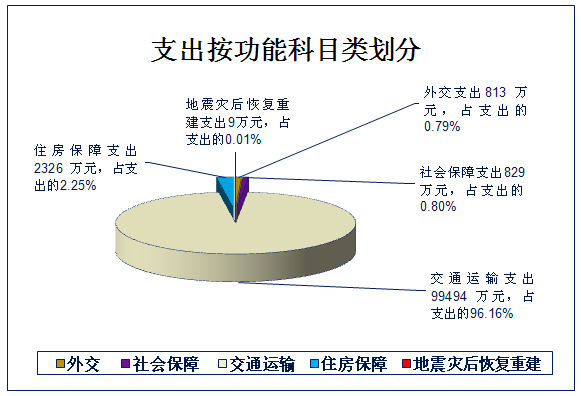 支出按功能科目类划分
地震灾后恢复重
建支出9万元，占
支出的0.01%
外交支出813 万
元，占支出的
0.79%
住房保障支出
2326 万元，占支
出的2.25%
社会保障支出829
万元，占支出的
0.80%
交通运输支出
99494 万元，占
支出的96.16%
外交 社会保障 交通运输 住房保障 地震灾后恢复重建